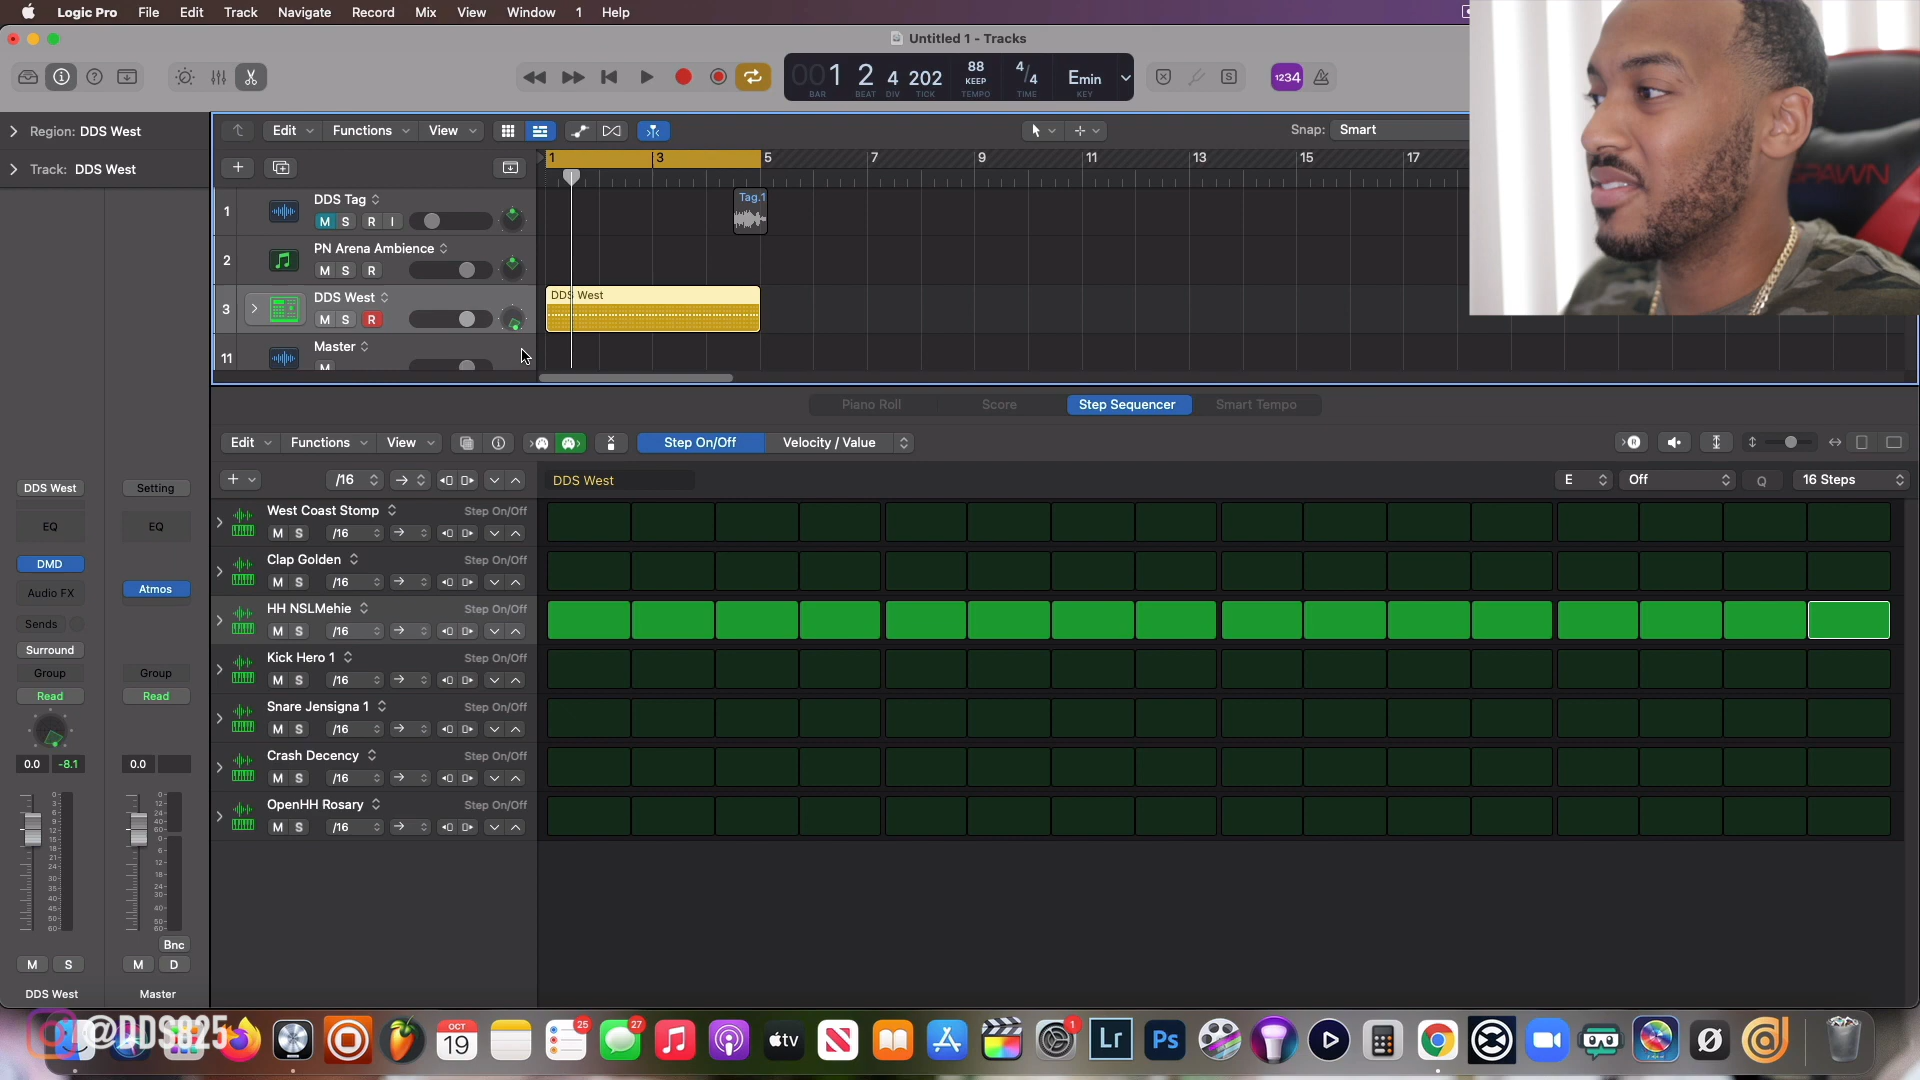 Logic Pro File Edit Track Navigate Record Mix View Window 1 Help
Untitled 1 - Tracks
001 2 4 202 88 KEEP 4/4 Emin
BAR BEAT DIV TICK TEMPO TIME KEY
S 1234
Region: DDS West
Edit Functions View
Snap: Smart
Track: DDS West
1 3 5 7 9 11 13 15 17
1 DDS Tag
M S R I
Tag.1
2 PN Arena Ambience
M S R
3 DDS West
M S R
DDS West
11 Master
M
Piano Roll Score Step Sequencer Smart Tempo
Edit Functions View Step On/Off Velocity / Value
/16 DDS West E Off Q 16 Steps
West Coast Stomp Step On/Off
M S /16
Clap Golden Step On/Off
M S /16
HH NSLMehie Step On/Off
M S /16
Kick Hero 1 Step On/Off
M S /16
Snare Jensigna 1 Step On/Off
M S /16
Crash Decency Step On/Off
M S /16
OpenHH Rosary Step On/Off
M S /16
DDS West Setting
EQ EQ
DMD
Audio FX Atmos
Sends
Surround
Group Group
Read Read
0.0 -8.1 0.0
Bnc
M S M D
DDS West Master
@DDS825
OCT
19
25
27
tv
1
Lr
Ps